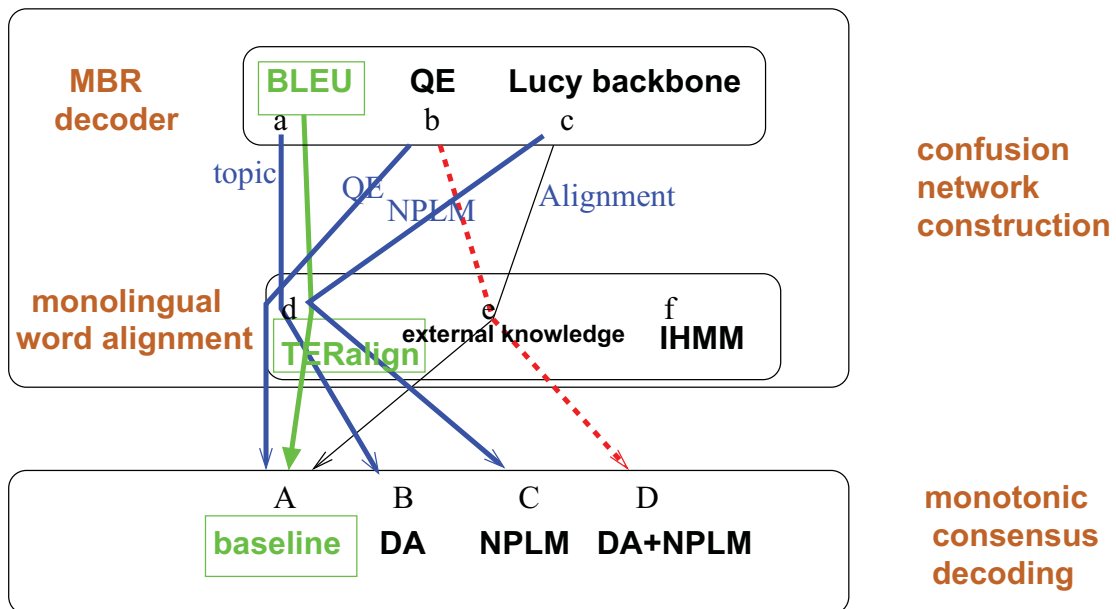 MBR
decoder
BLEU QE Lucy backbone
a b c
topic QE NPLM Alignment
confusion
network
construction
monolingual
word alignment
d e f
TERalign external knowledge IHMM
A B C D
baseline DA NPLM DA+NPLM
monotonic
consensus
decoding